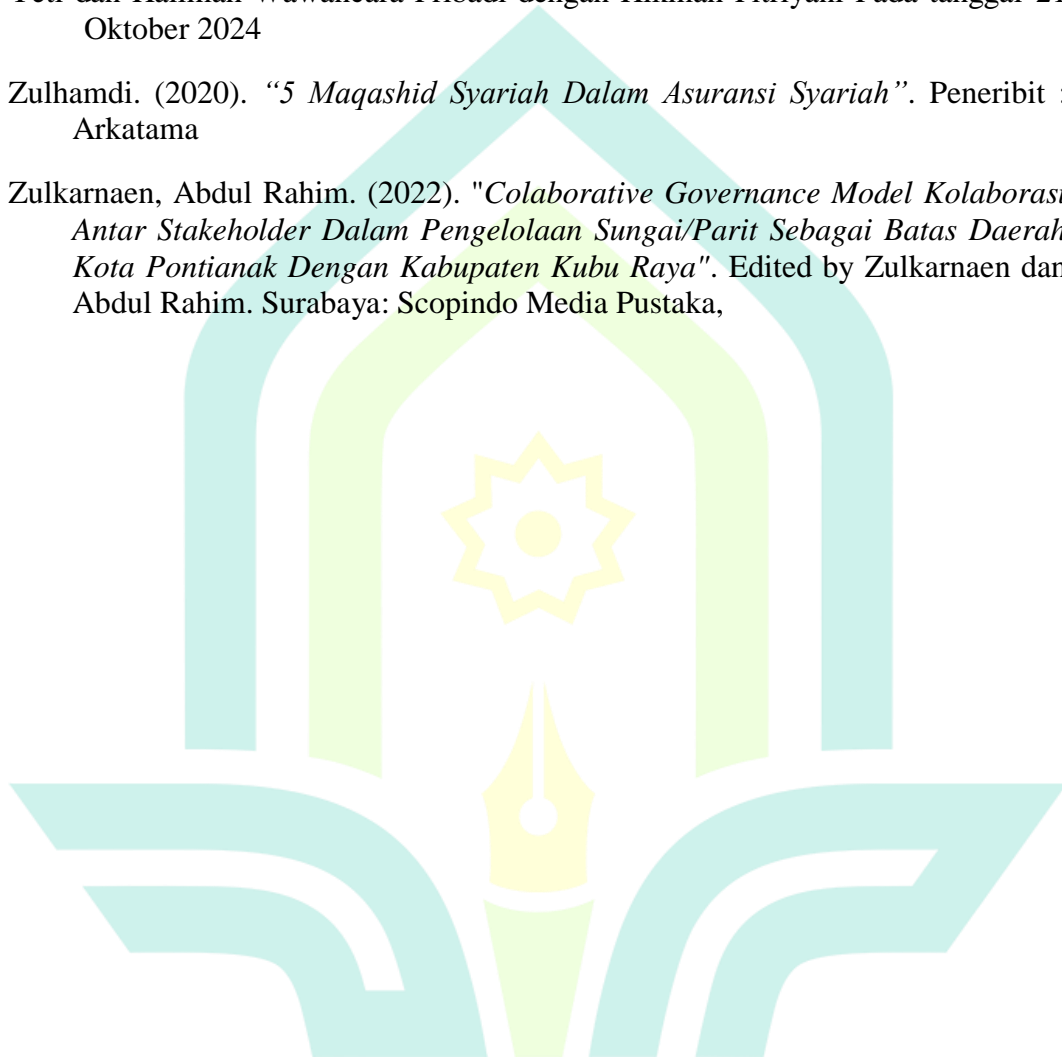 Oktober 2024
Zulhamdi. (2020). “5 Maqashid Syariah Dalam Asuransi Syariah”. Peneribit :
Arkatama
Zulkarnaen, Abdul Rahim. (2022). "Colaborative Governance Model Kolaborasi
Antar Stakeholder Dalam Pengelolaan Sungai/Parit Sebagai Batas Daerah
Kota Pontianak Dengan Kabupaten Kubu Raya". Edited by Zulkarnaen dan
Abdul Rahim. Surabaya: Scopindo Media Pustaka,